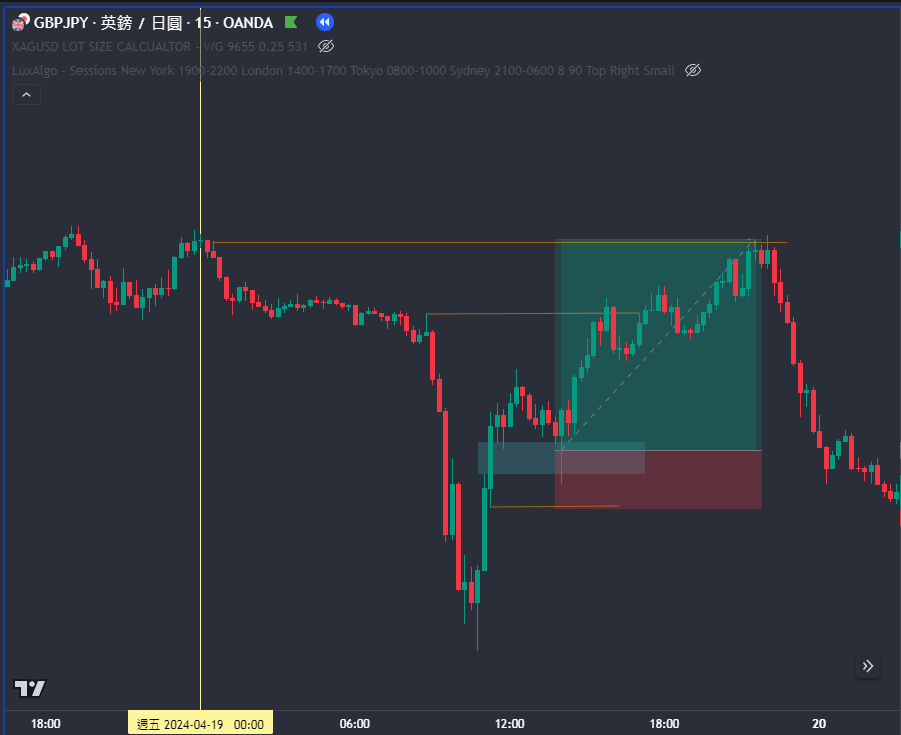 GBPJPY · 英鎊 / 日圓 · 15 · OANDA
XAGUSD LOT SIZE CALCUALTOR - WG 9655 0.25 531
LuxAlgo - Sessions New York 1900-2200 London 1400-1700 Tokyo 0800-1000 Sydney 2100-0600 8 90 Top Right Small
18:00 週五 2024-04-19 00:00 06:00 12:00 18:00 20